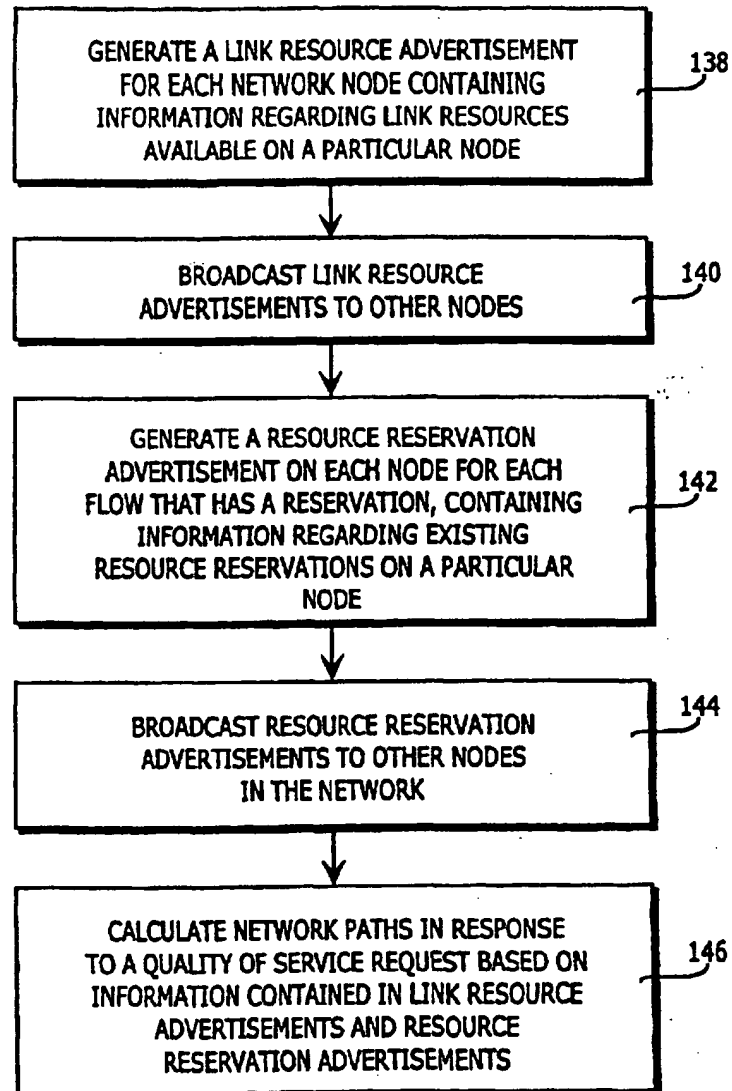 GENERATE A LINK RESOURCE ADVERTISEMENT
FOR EACH NETWORK NODE CONTAINING
INFORMATION REGARDING LINK RESOURCES
AVAILABLE ON A PARTICULAR NODE
138
BROADCAST LINK RESOURCE
ADVERTISEMENTS TO OTHER NODES
140
GENERATE A RESOURCE RESERVATION
ADVERTISEMENT ON EACH NODE FOR EACH
FLOW THAT HAS A RESERVATION, CONTAINING
INFORMATION REGARDING EXISTING
RESOURCE RESERVATIONS ON A PARTICULAR
NODE
142
BROADCAST RESOURCE RESERVATION
ADVERTISEMENTS TO OTHER NODES
IN THE NETWORK
144
CALCULATE NETWORK PATHS IN RESPONSE
TO A QUALITY OF SERVICE REQUEST BASED ON
INFORMATION CONTAINED IN LINK RESOURCE
ADVERTISEMENTS AND RESOURCE
RESERVATION ADVERTISEMENTS
146